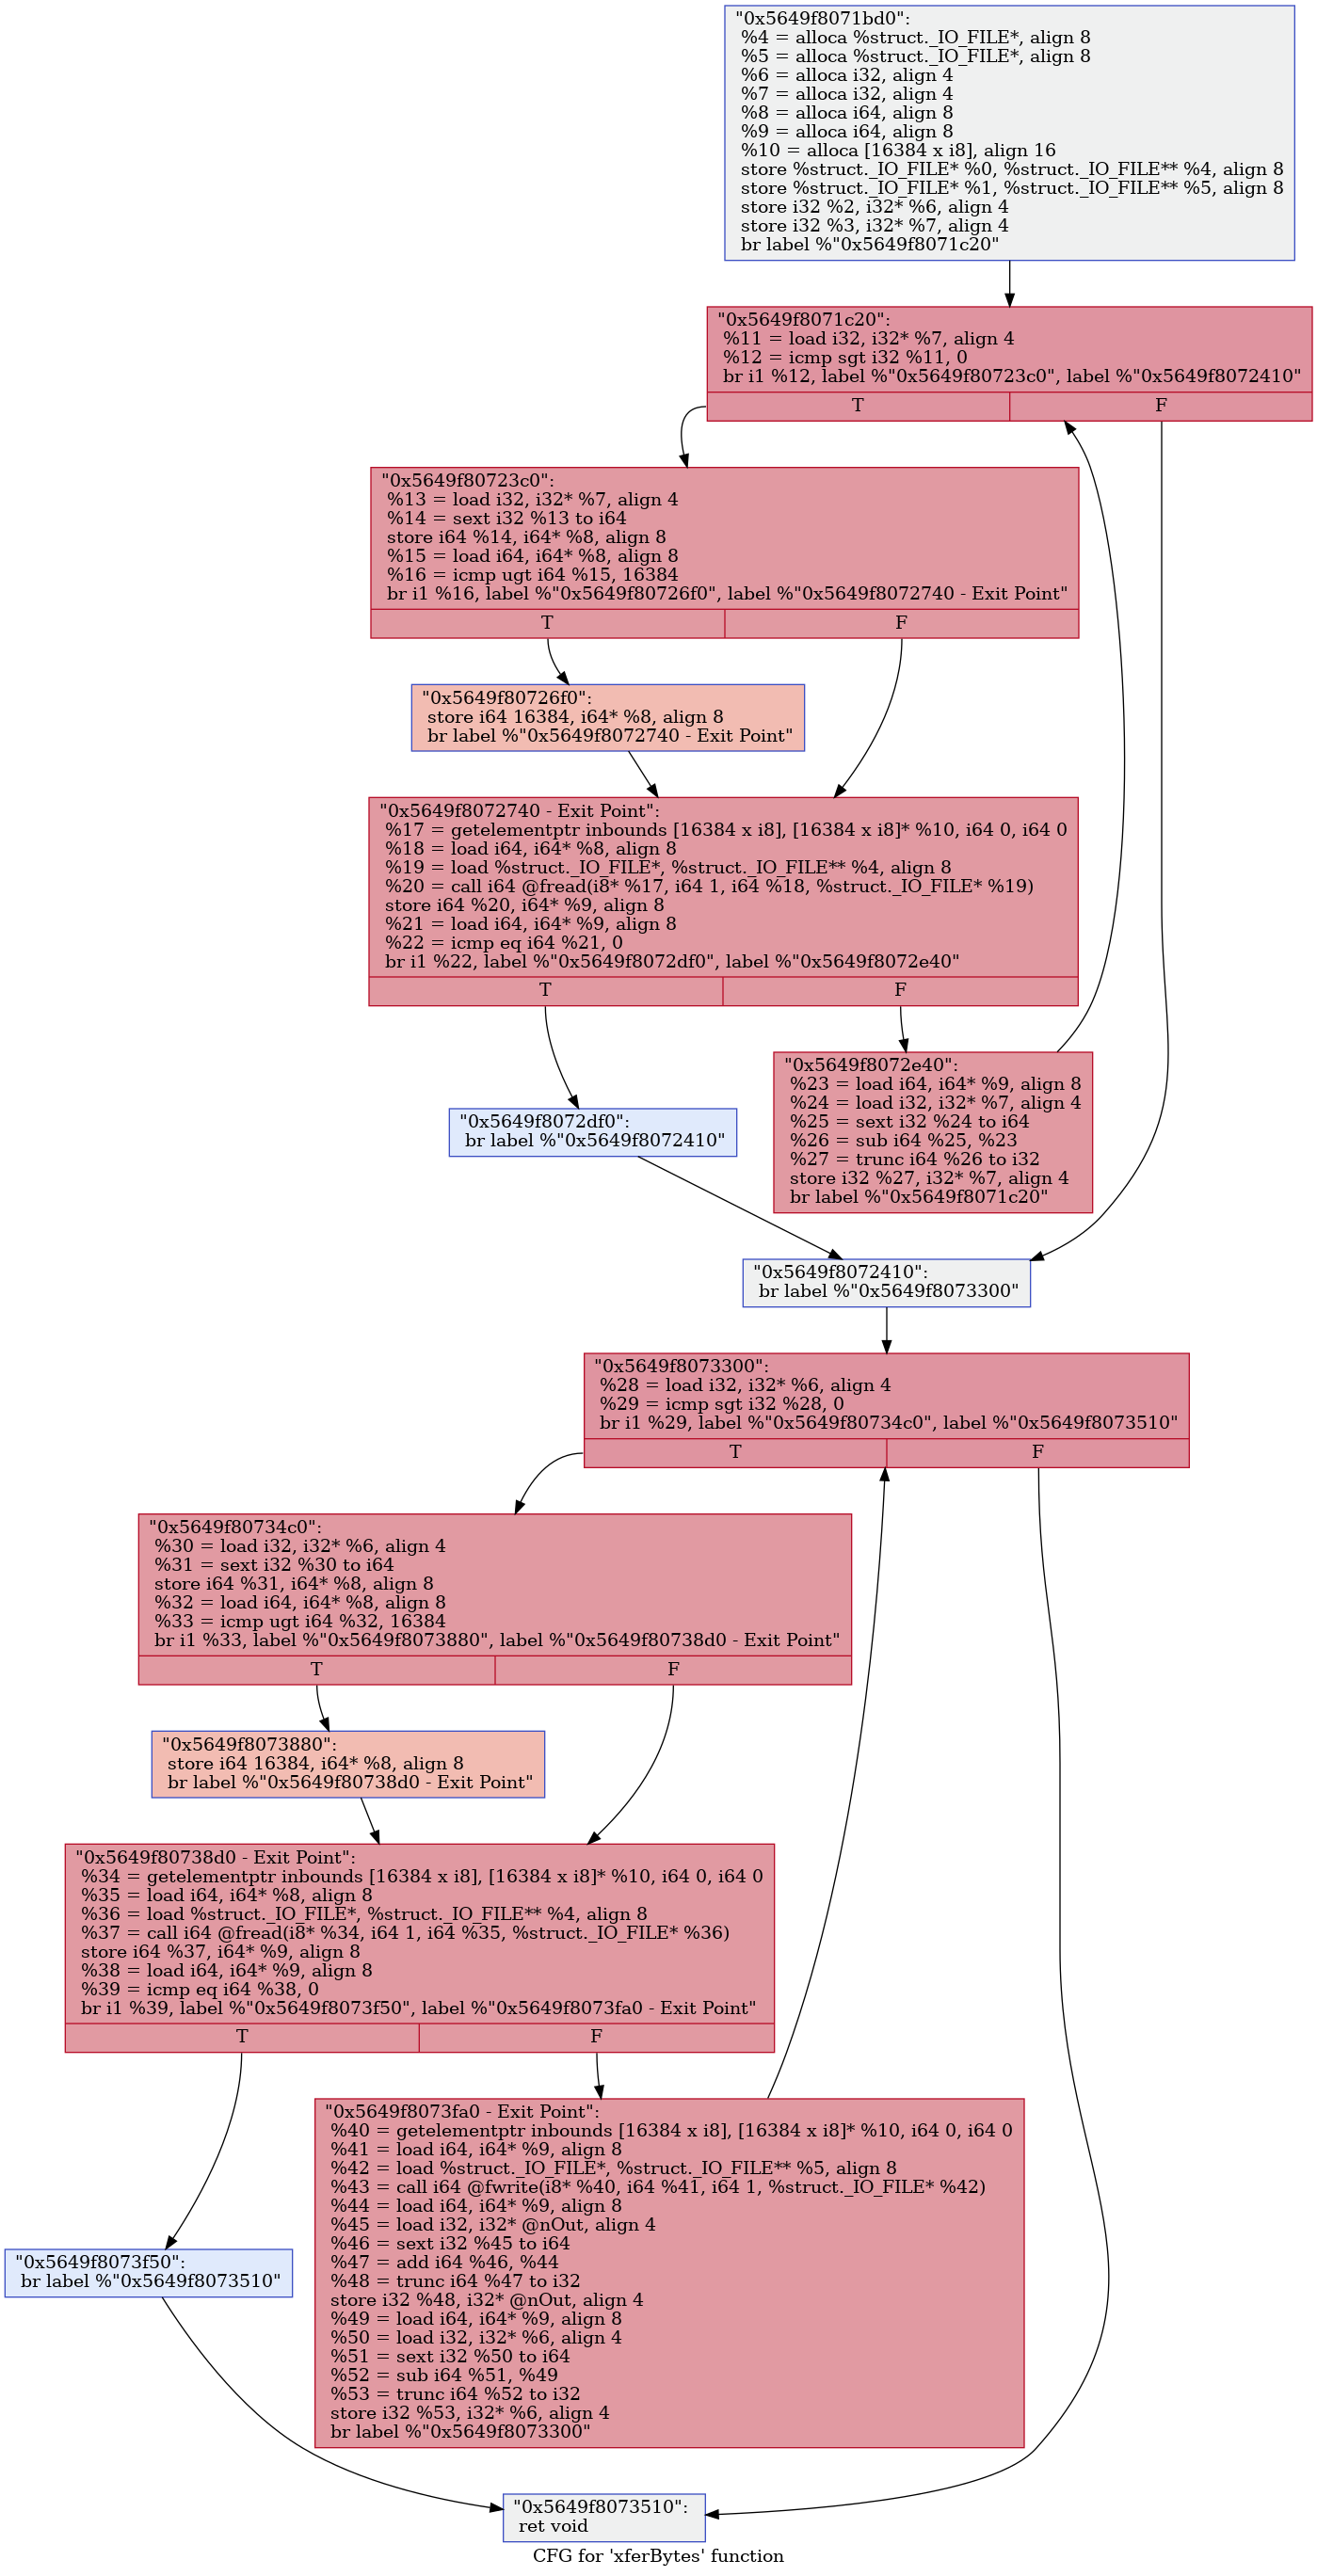 "0x5649f8071bd0":
%4 = alloca %struct._IO_FILE*, align 8
%5 = alloca %struct._IO_FILE*, align 8
%6 = alloca i32, align 4
%7 = alloca i32, align 4
%8 = alloca i64, align 8
%9 = alloca i64, align 8
%10 = alloca [16384 x i8], align 16
store %struct._IO_FILE* %0, %struct._IO_FILE** %4, align 8
store %struct._IO_FILE* %1, %struct._IO_FILE** %5, align 8
store i32 %2, i32* %6, align 4
store i32 %3, i32* %7, align 4
br label %"0x5649f8071c20"
"0x5649f8071c20":
%11 = load i32, i32* %7, align 4
%12 = icmp sgt i32 %11, 0
br i1 %12, label %"0x5649f80723c0", label %"0x5649f8072410"
T F
"0x5649f80723c0":
%13 = load i32, i32* %7, align 4
%14 = sext i32 %13 to i64
store i64 %14, i64* %8, align 8
%15 = load i64, i64* %8, align 8
%16 = icmp ugt i64 %15, 16384
br i1 %16, label %"0x5649f80726f0", label %"0x5649f8072740 - Exit Point"
T F
"0x5649f80726f0":
store i64 16384, i64* %8, align 8
br label %"0x5649f8072740 - Exit Point"
"0x5649f8072740 - Exit Point":
%17 = getelementptr inbounds [16384 x i8], [16384 x i8]* %10, i64 0, i64 0
%18 = load i64, i64* %8, align 8
%19 = load %struct._IO_FILE*, %struct._IO_FILE** %4, align 8
%20 = call i64 @fread(i8* %17, i64 1, i64 %18, %struct._IO_FILE* %19)
store i64 %20, i64* %9, align 8
%21 = load i64, i64* %9, align 8
%22 = icmp eq i64 %21, 0
br i1 %22, label %"0x5649f8072df0", label %"0x5649f8072e40"
T F
"0x5649f8072e40":
%23 = load i64, i64* %9, align 8
%24 = load i32, i32* %7, align 4
%25 = sext i32 %24 to i64
%26 = sub i64 %25, %23
%27 = trunc i64 %26 to i32
store i32 %27, i32* %7, align 4
br label %"0x5649f8071c20"
"0x5649f8072df0":
br label %"0x5649f8072410"
"0x5649f8072410":
br label %"0x5649f8073300"
"0x5649f8073300":
%28 = load i32, i32* %6, align 4
%29 = icmp sgt i32 %28, 0
br i1 %29, label %"0x5649f80734c0", label %"0x5649f8073510"
T F
"0x5649f80734c0":
%30 = load i32, i32* %6, align 4
%31 = sext i32 %30 to i64
store i64 %31, i64* %8, align 8
%32 = load i64, i64* %8, align 8
%33 = icmp ugt i64 %32, 16384
br i1 %33, label %"0x5649f8073880", label %"0x5649f80738d0 - Exit Point"
T F
"0x5649f8073880":
store i64 16384, i64* %8, align 8
br label %"0x5649f80738d0 - Exit Point"
"0x5649f80738d0 - Exit Point":
%34 = getelementptr inbounds [16384 x i8], [16384 x i8]* %10, i64 0, i64 0
%35 = load i64, i64* %8, align 8
%36 = load %struct._IO_FILE*, %struct._IO_FILE** %4, align 8
%37 = call i64 @fread(i8* %34, i64 1, i64 %35, %struct._IO_FILE* %36)
store i64 %37, i64* %9, align 8
%38 = load i64, i64* %9, align 8
%39 = icmp eq i64 %38, 0
br i1 %39, label %"0x5649f8073f50", label %"0x5649f8073fa0 - Exit Point"
T F
"0x5649f8073fa0 - Exit Point":
%40 = getelementptr inbounds [16384 x i8], [16384 x i8]* %10, i64 0, i64 0
%41 = load i64, i64* %9, align 8
%42 = load %struct._IO_FILE*, %struct._IO_FILE** %5, align 8
%43 = call i64 @fwrite(i8* %40, i64 %41, i64 1, %struct._IO_FILE* %42)
%44 = load i64, i64* %9, align 8
%45 = load i32, i32* @nOut, align 4
%46 = sext i32 %45 to i64
%47 = add i64 %46, %44
%48 = trunc i64 %47 to i32
store i32 %48, i32* @nOut, align 4
%49 = load i64, i64* %9, align 8
%50 = load i32, i32* %6, align 4
%51 = sext i32 %50 to i64
%52 = sub i64 %51, %49
%53 = trunc i64 %52 to i32
store i32 %53, i32* %6, align 4
br label %"0x5649f8073300"
"0x5649f8073f50":
br label %"0x5649f8073510"
"0x5649f8073510":
ret void
CFG for 'xferBytes' function